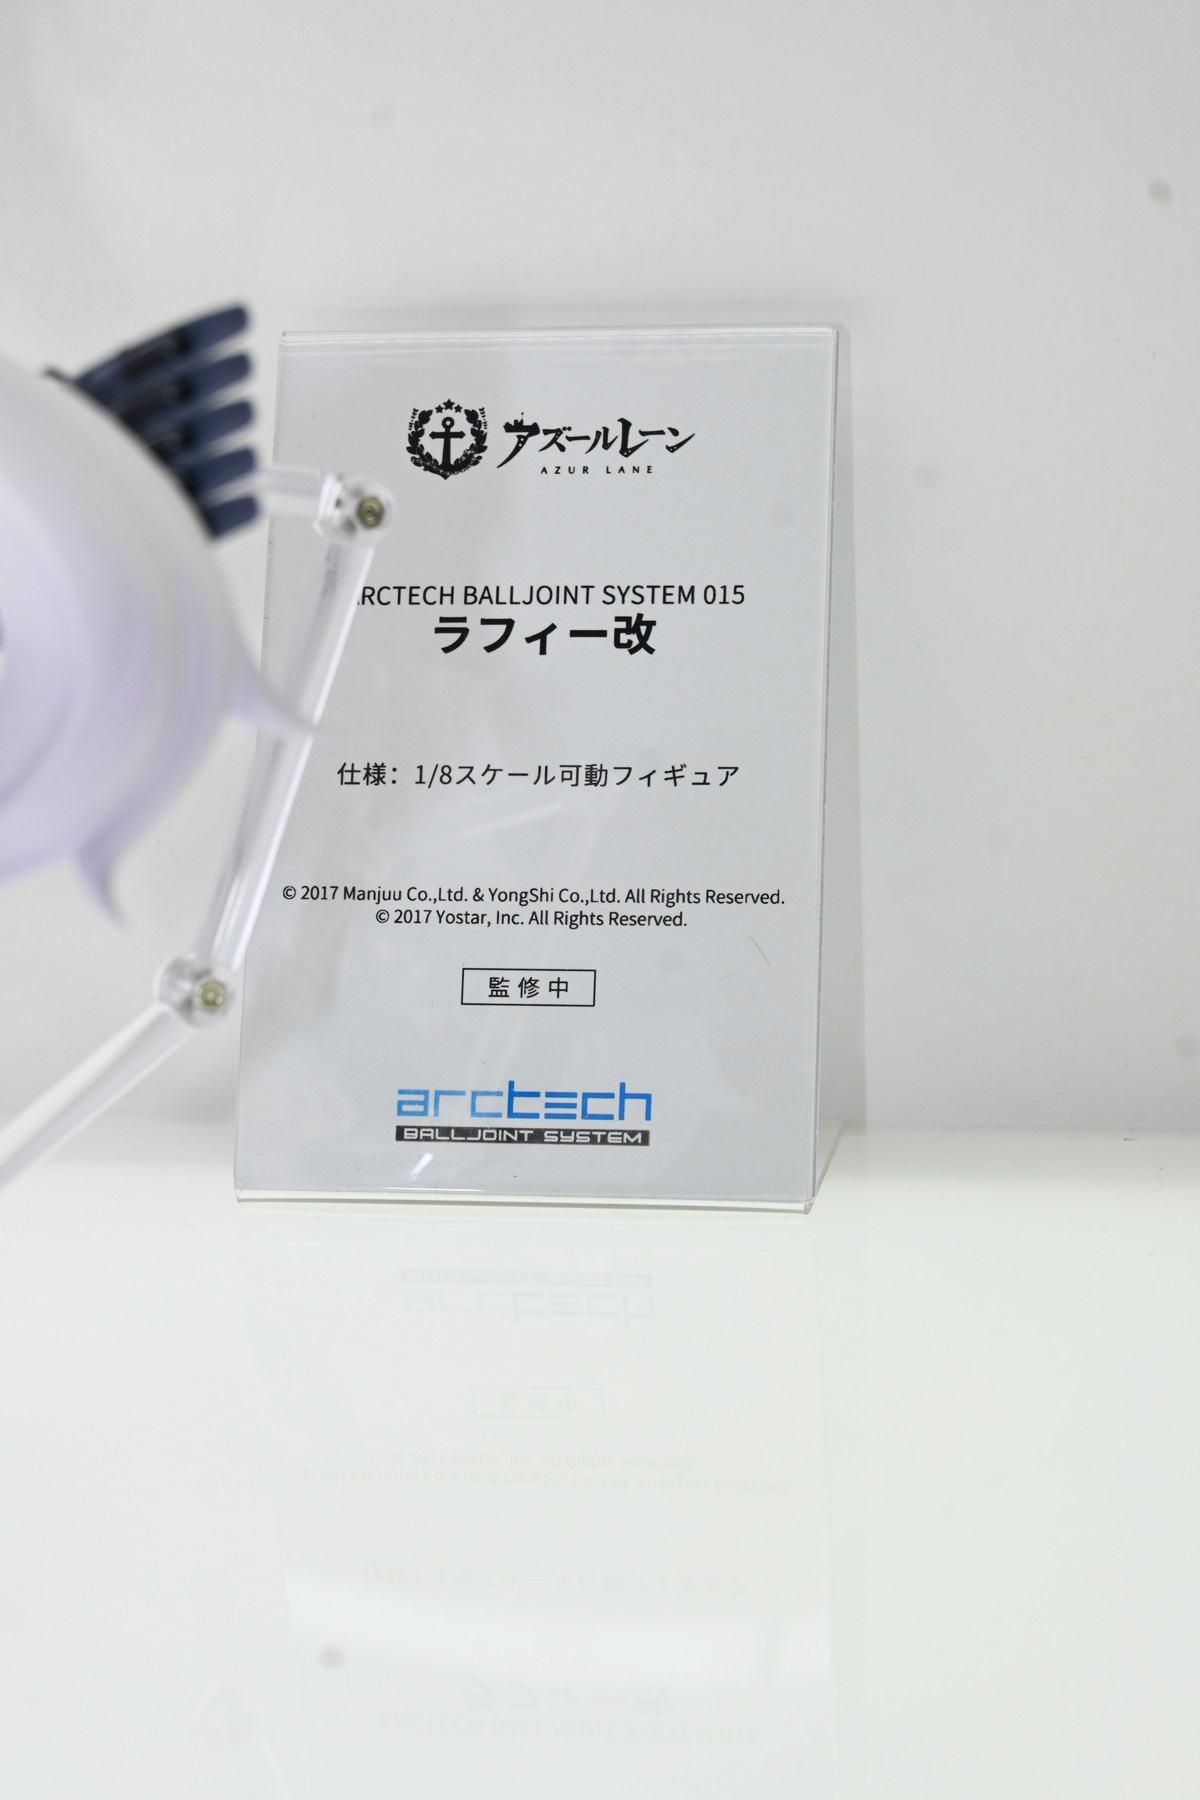 アズールレーン
AZUR LANE
ARCTECH BALLJOINT SYSTEM 015
ラフィー改
仕様：1/8スケール可動フィギュア
© 2017 Manjuu Co.,Ltd. & YongShi Co.,Ltd. All Rights Reserved.
© 2017 Yostar, Inc. All Rights Reserved.
監修中
arctech
BALLJOINT SYSTEM